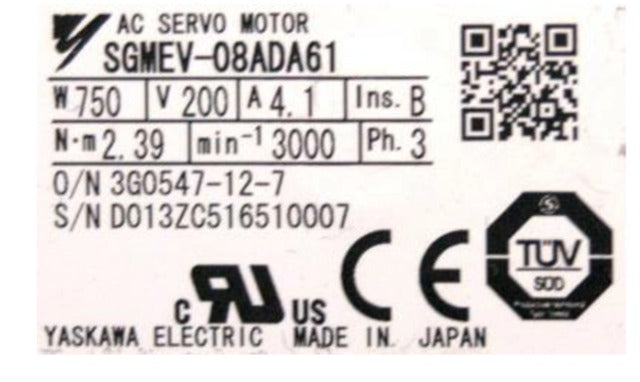 AC SERVO MOTOR
SGMEV-08ADA61
W 750 V 200 A 4.1 Ins. B
N·m 2.39 min-1 3000 Ph. 3
O/N 3G0547-12-7
S/N D013ZC516510007
TÜV
SÜD
c RU US CE
YASKAWA ELECTRIC MADE IN JAPAN